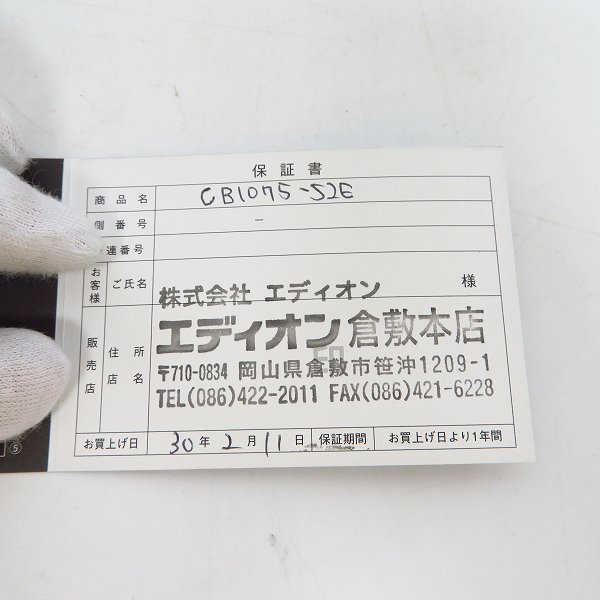 保証書
商品名 CB1075-52E
側番号 －
連番号
お客様 ご氏名 様
株式会社 エディオン
販売店 住所 店名
エディオン 倉敷本店
〒710-0834 岡山県倉敷市笹沖1209-1
TEL(086)422-2011 FAX(086)421-6228
お買上げ日 30年2月11日 保証期間 お買上げ日より1年間
⑤